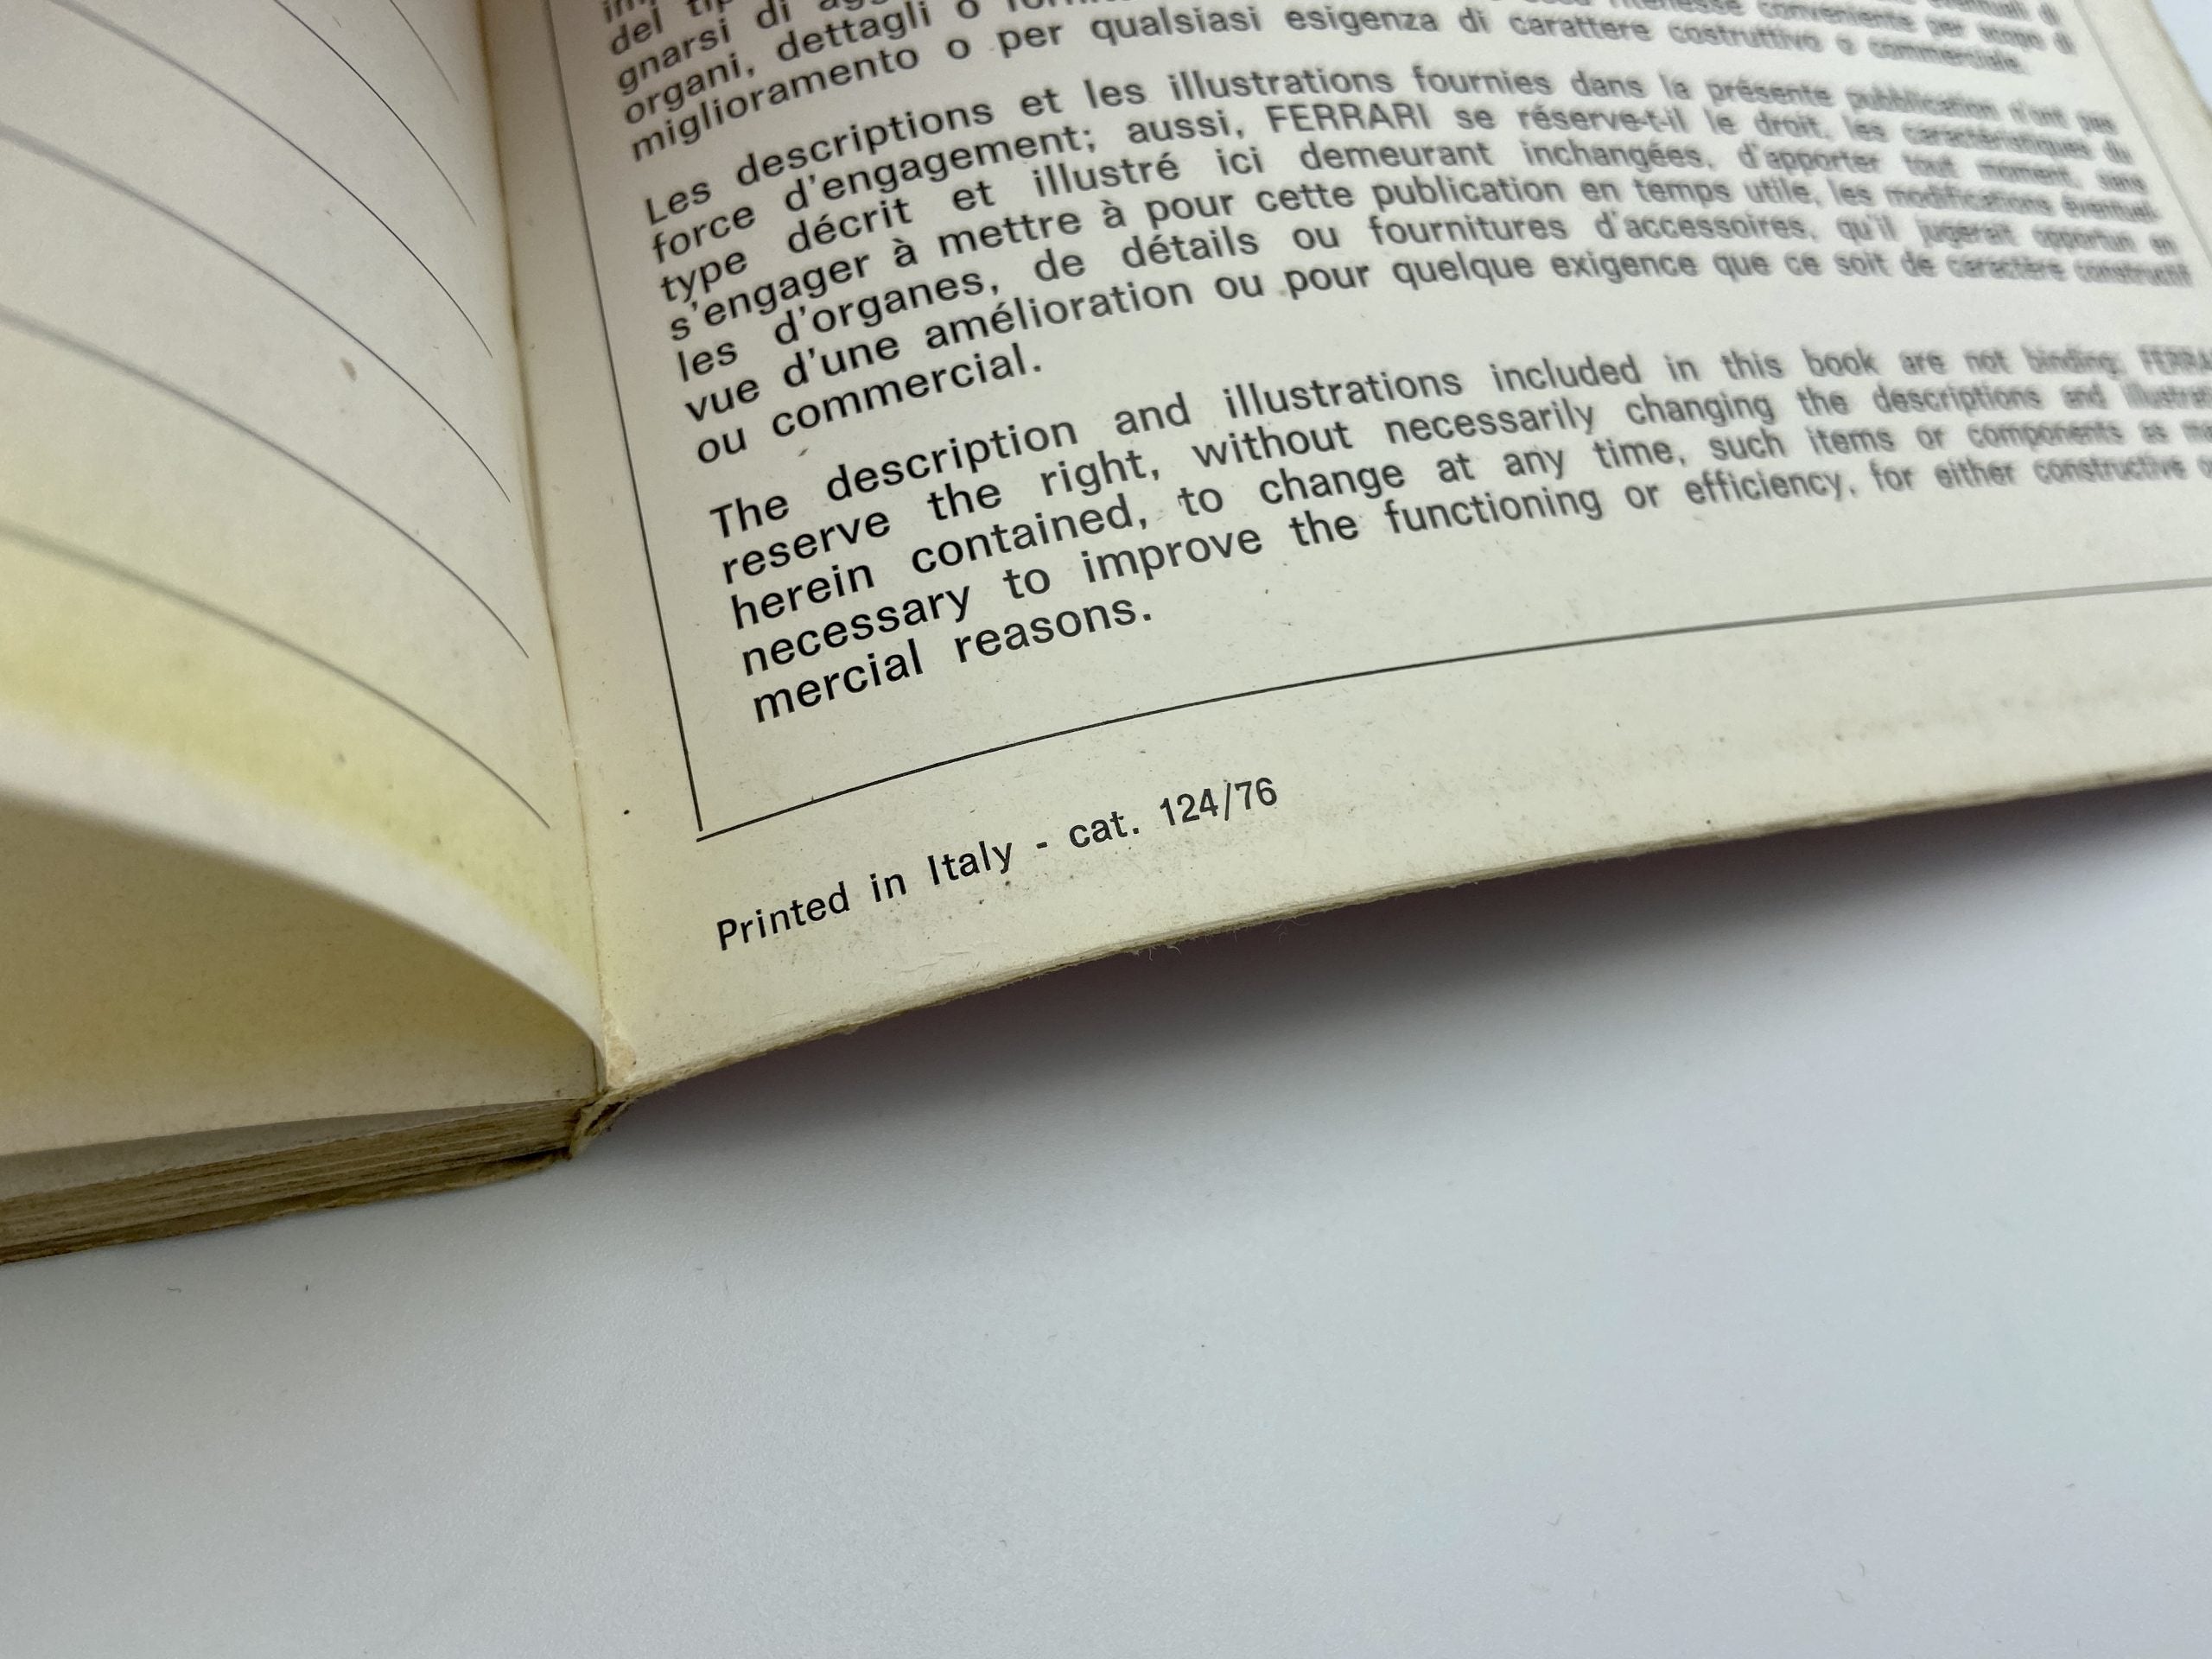 del
gnarsi di
organi, dettagli o
miglioramento o per qualsiasi esigenza di carattere costruttivo o commerciale.
Les descriptions et les illustrations fournies dans la présente pubblication n'ont pas
force d'engagement; aussi, FERRARI se réserve-t-il le droit, les caractéristiques du
type décrit et illustré ici demeurant inchangées, d'apporter tout moment, sans
s'engager à mettre à pour cette publication en temps utile, les modifications éventuel-
les d'organes, de détails ou fournitures d'accessoires, qu'il jugerait opportun en
vue d'une amélioration ou pour quelque exigence que ce soit de caractère constructif
ou commercial.
The description and illustrations included in this book are not binding;
reserve the right, without necessarily changing the descriptions and
herein contained, to change at any time, such items or components as
necessary to improve the functioning or efficiency, for either constructive
mercial reasons.
Printed in Italy - cat. 124/76